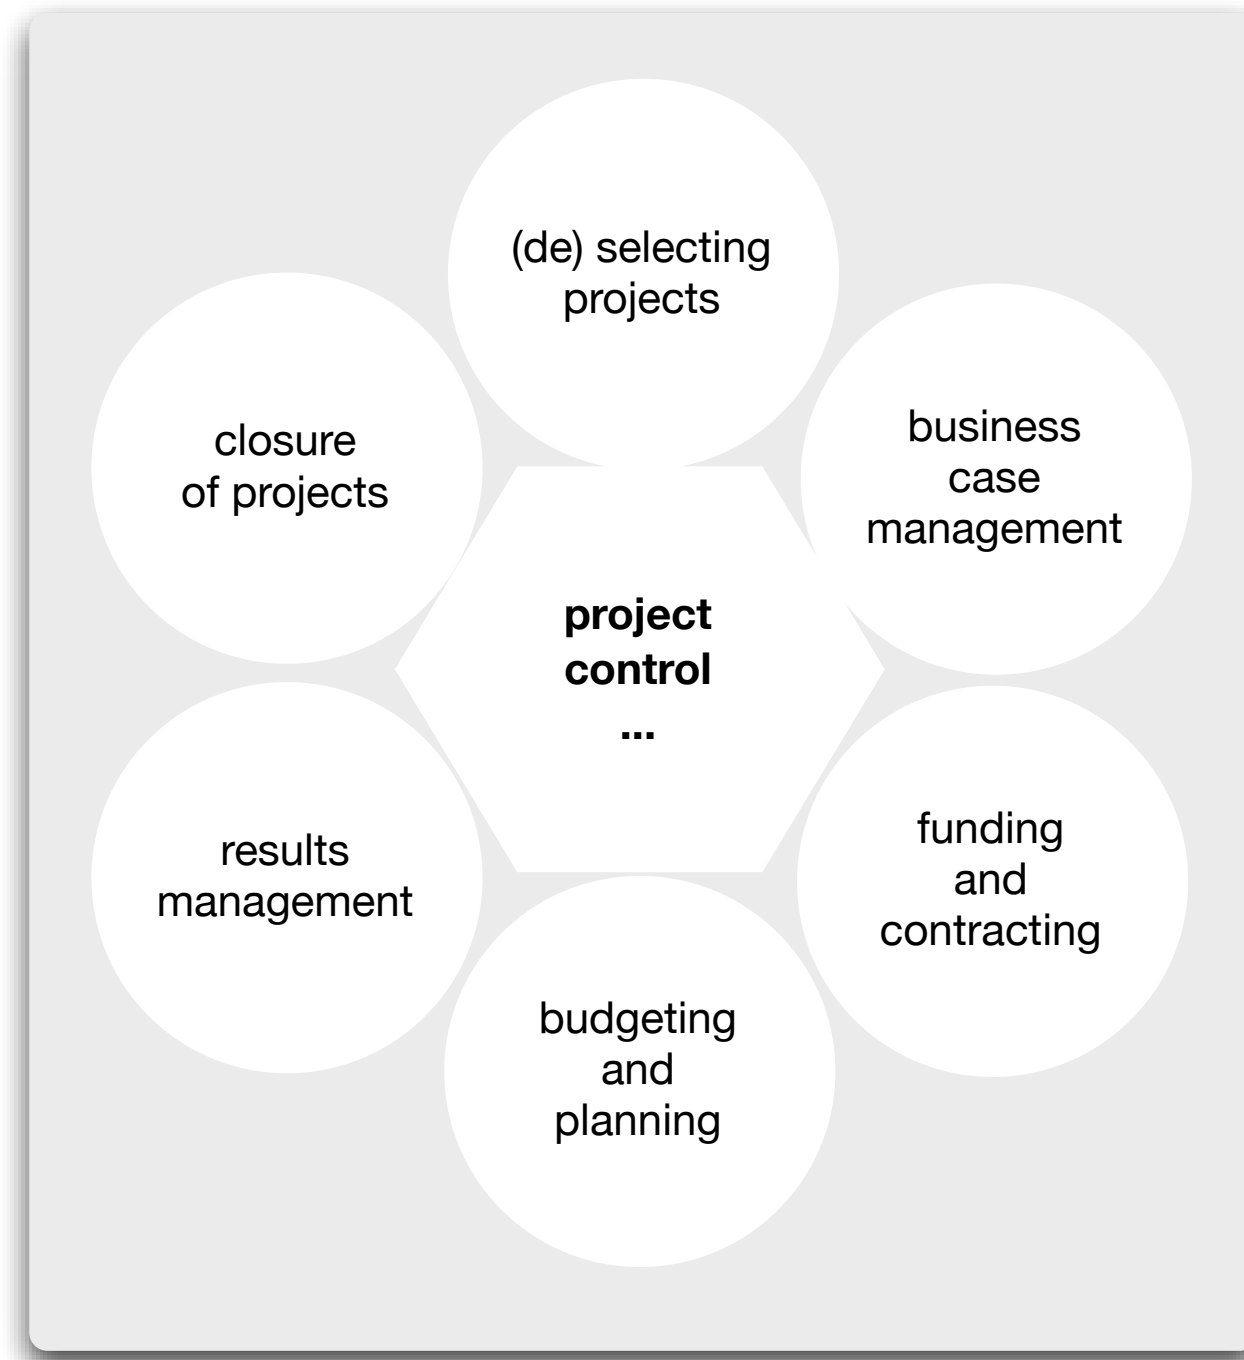 (de) selecting
projects
business
case
management
funding
and
contracting
budgeting
and
planning
results
management
closure
of projects
project
control
...